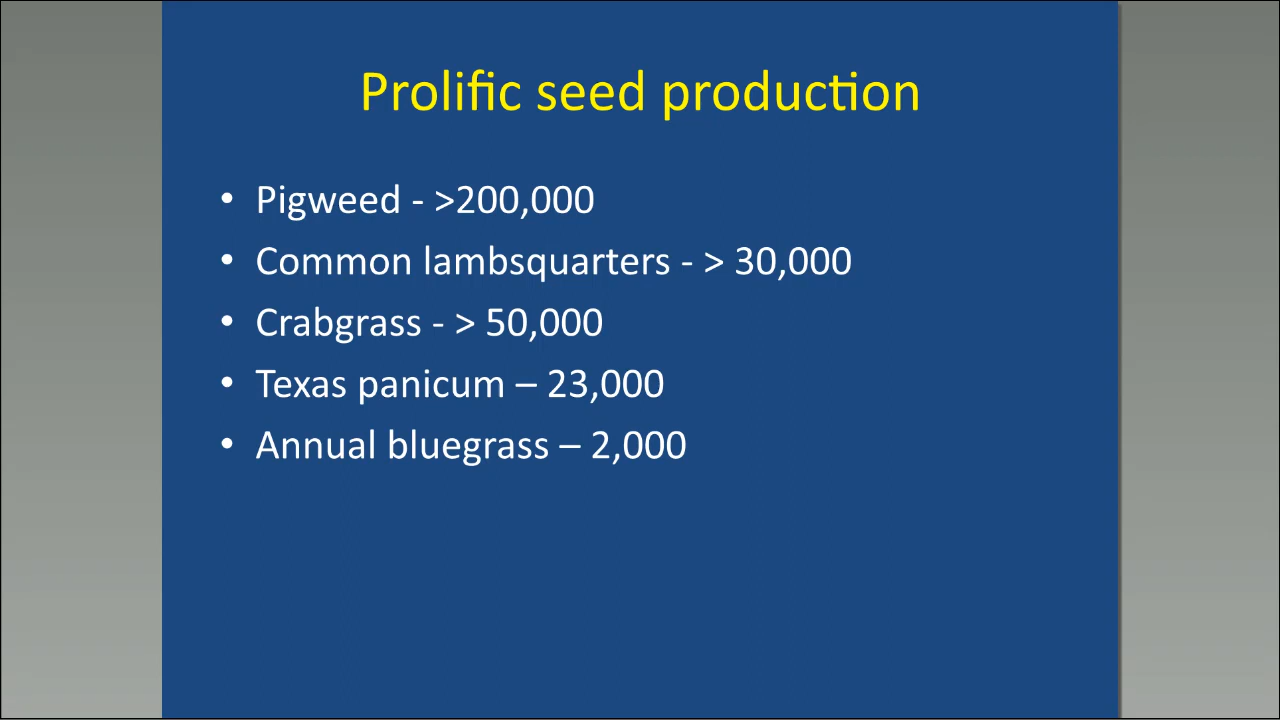 Prolific seed production
• Pigweed - >200,000
• Common lambsquarters - > 30,000
• Crabgrass - > 50,000
• Texas panicum – 23,000
• Annual bluegrass – 2,000